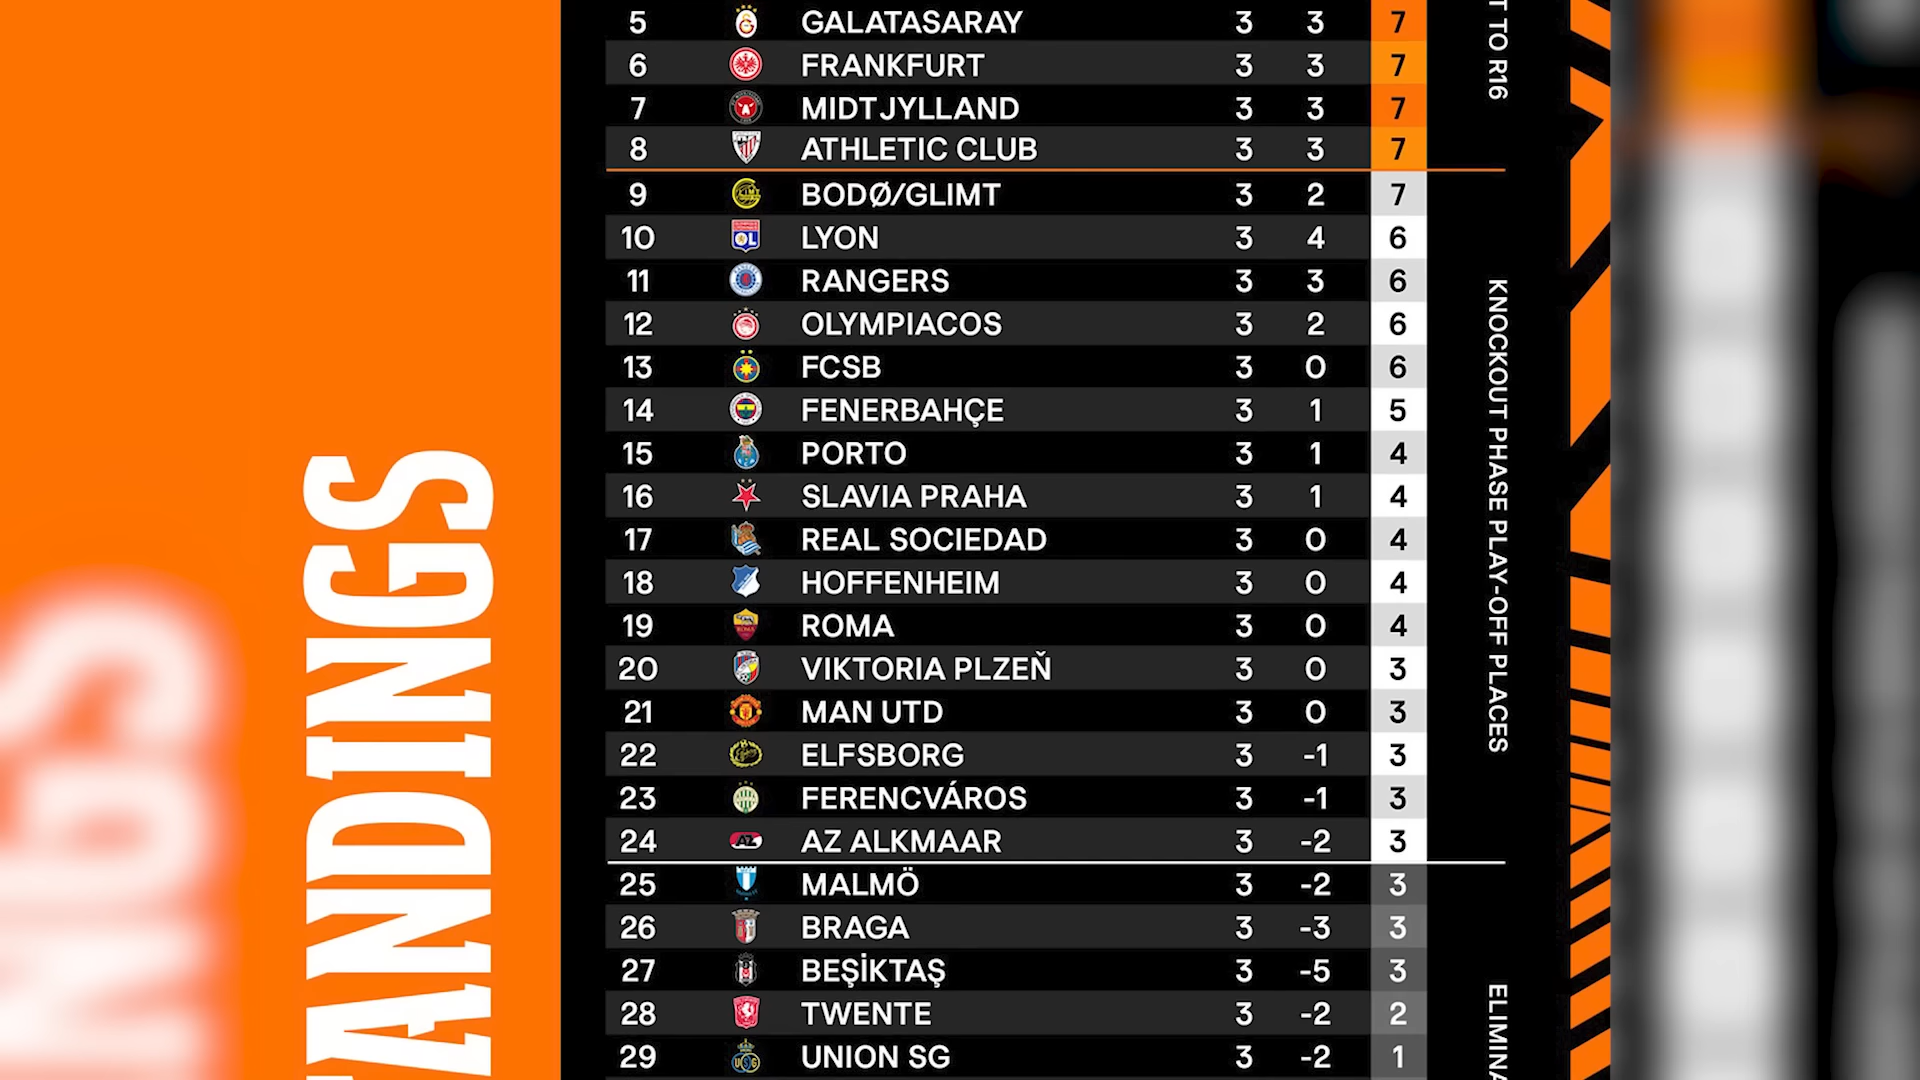 5 GALATASARAY 3 3 7
6 FRANKFURT 3 3 7
7 MIDTJYLLAND 3 3 7
8 ATHLETIC CLUB 3 3 7
9 BODØ/GLIMT 3 2 7
10 LYON 3 4 6
11 RANGERS 3 3 6
12 OLYMPIACOS 3 2 6
13 FCSB 3 0 6
14 FENERBAHÇE 3 1 5
15 PORTO 3 1 4
16 SLAVIA PRAHA 3 1 4
17 REAL SOCIEDAD 3 0 4
18 HOFFENHEIM 3 0 4
19 ROMA 3 0 4
20 VIKTORIA PLZEŇ 3 0 3
21 MAN UTD 3 0 3
22 ELFSBORG 3 -1 3
23 FERENCVÁROS 3 -1 3
24 AZ ALKMAAR 3 -2 3
25 MALMÖ 3 -2 3
26 BRAGA 3 -3 3
27 BEŞİKTAŞ 3 -5 3
28 TWENTE 3 -2 2
29 UNION SG 3 -2 1
TANDINGS
T TO R16
KNOCKOUT PHASE PLAY-OFF PLACES
ELIMINA